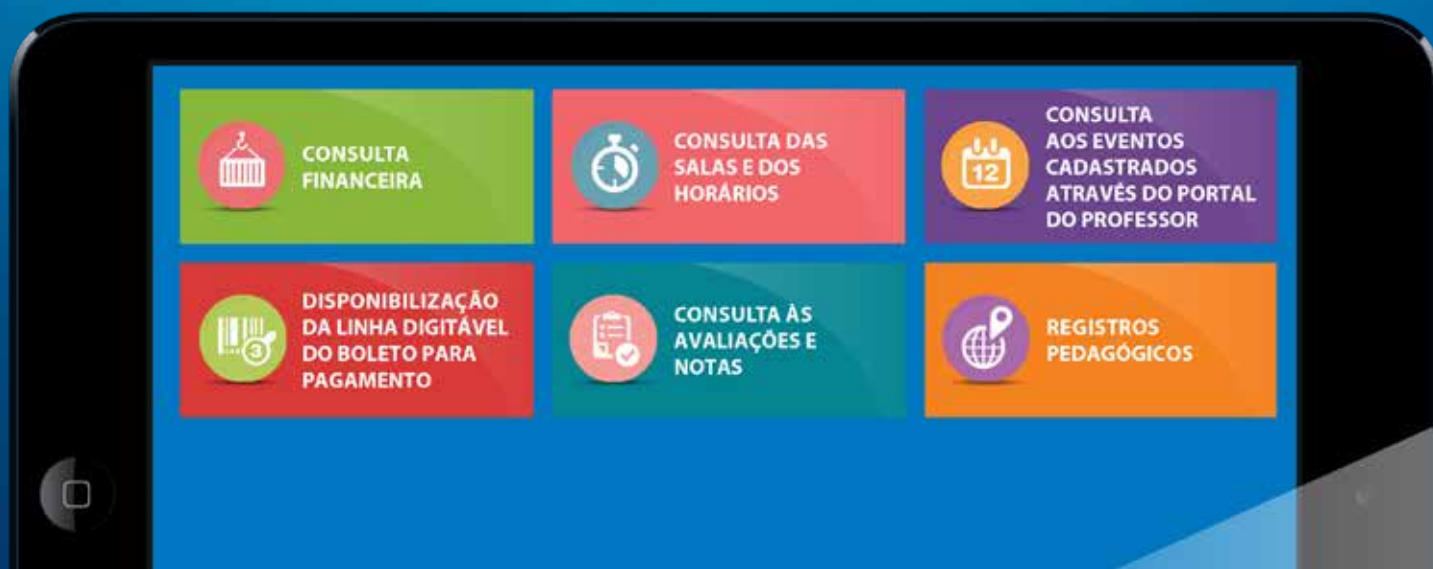 CONSULTA
FINANCEIRA
CONSULTA DAS
SALAS E DOS
HORÁRIOS
CONSULTA
AOS EVENTOS
CADASTRADOS
ATRAVÉS DO PORTAL
DO PROFESSOR
12
DISPONIBILIZAÇÃO
DA LINHA DIGITÁVEL
DO BOLETO PARA
PAGAMENTO
3
CONSULTA ÀS
AVALIAÇÕES E
NOTAS
REGISTROS
PEDAGÓGICOS